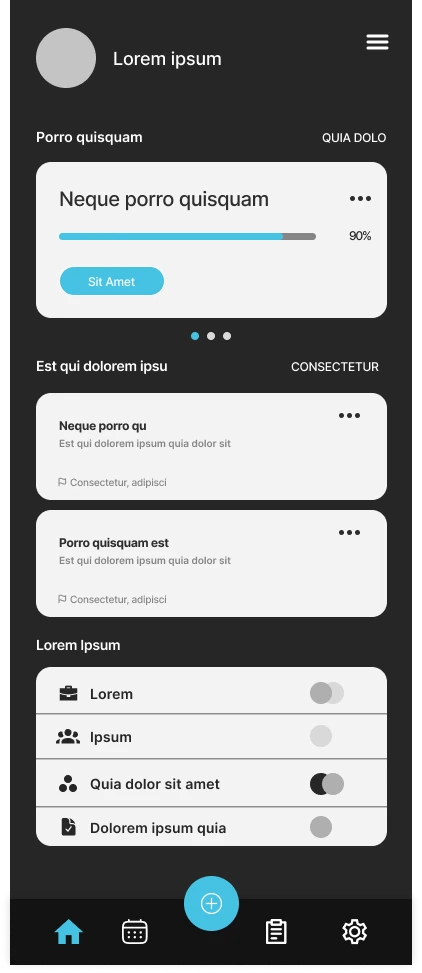 Lorem ipsum
Porro quisquam
QUIA DOLO
Neque porro quisquam
90%
Sit Amet
Est qui dolorem ipsu
CONSECTETUR
Neque porro qu
Est qui dolorem ipsum quia dolor sit
Consectetur, adipisci
Porro quisquam est
Est qui dolorem ipsum quia dolor sit
Consectetur, adipisci
Lorem Ipsum
Lorem
Ipsum
Quia dolor sit amet
Dolorem ipsum quia